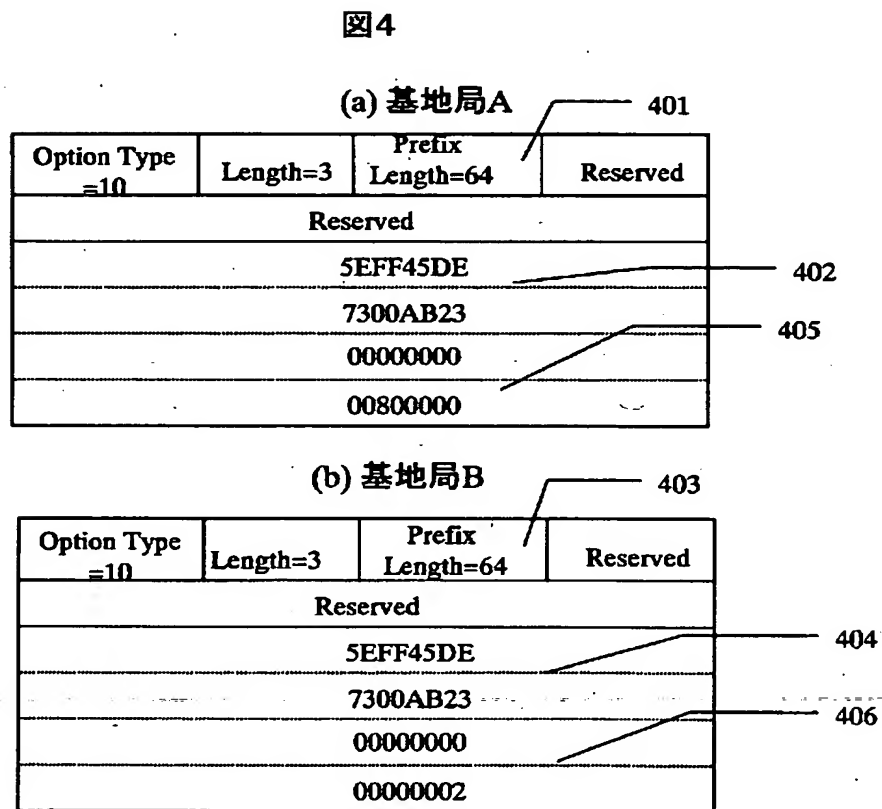 図4
(a) 基地局A
401
Option Type
=10
Length=3
Prefix
Length=64
Reserved
Reserved
5EFF45DE
402
7300AB23
405
00000000
00800000
(b) 基地局B
403
Option Type
=10
Length=3
Prefix
Length=64
Reserved
Reserved
5EFF45DE
404
7300AB23
406
00000000
00000002